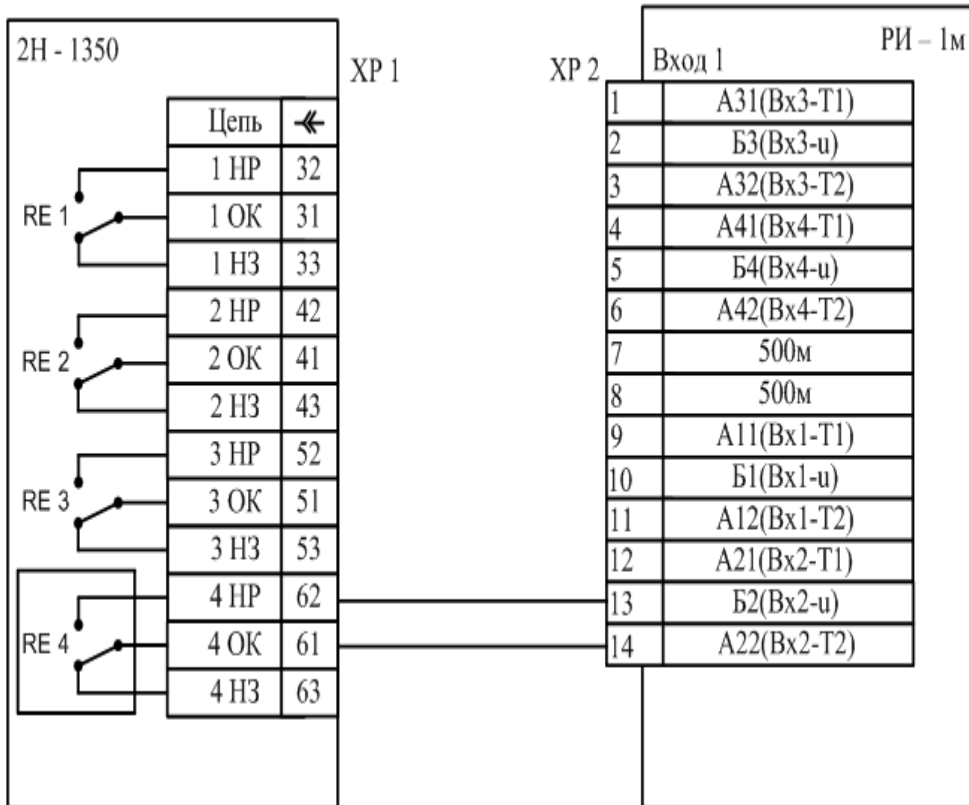 2Н - 1350
XP 1
Цепь
RE 1
1 НР 32
1 ОК 31
1 НЗ 33
RE 2
2 НР 42
2 ОК 41
2 НЗ 43
RE 3
3 НР 52
3 ОК 51
3 НЗ 53
RE 4
4 НР 62
4 ОК 61
4 НЗ 63
РИ – 1м
XP 2
Вход 1
1 А31(Вх3-Т1)
2 Б3(Вх3-u)
3 А32(Вх3-Т2)
4 А41(Вх4-Т1)
5 Б4(Вх4-u)
6 А42(Вх4-Т2)
7 500м
8 500м
9 А11(Вх1-Т1)
10 Б1(Вх1-u)
11 А12(Вх1-Т2)
12 А21(Вх2-Т1)
13 Б2(Вх2-u)
14 А22(Вх2-Т2)